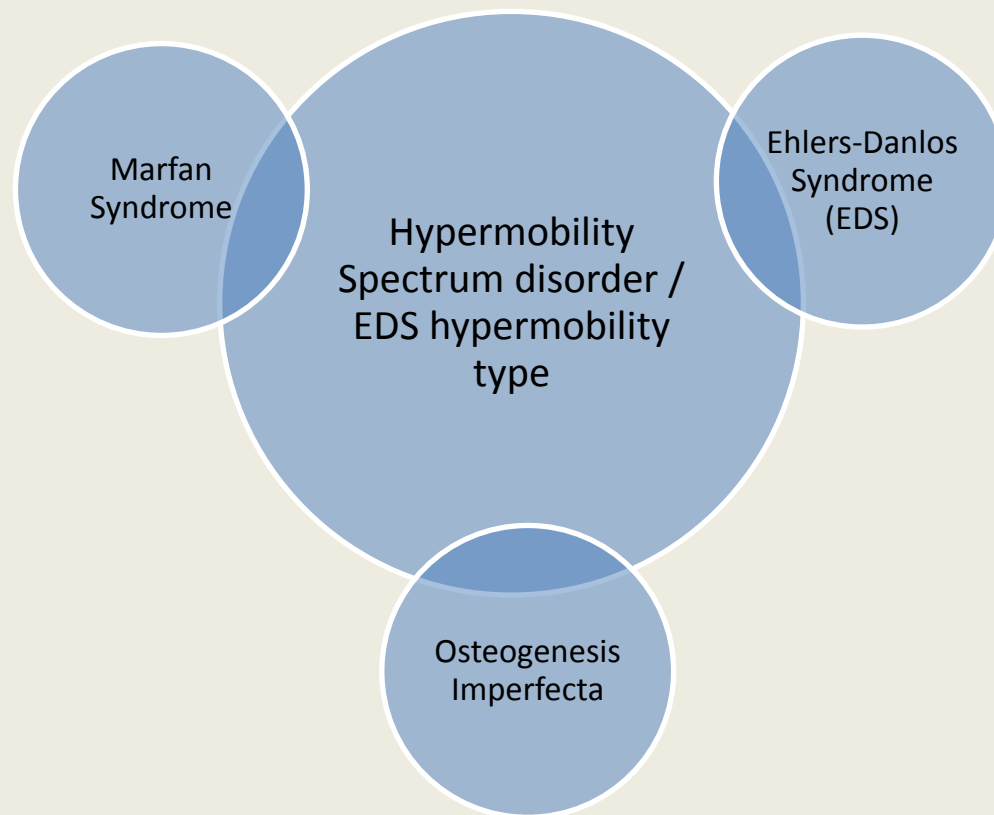 Marfan
Syndrome
Ehlers-Danlos
Syndrome
(EDS)
Hypermobility
Spectrum disorder /
EDS hypermobility
type
Osteogenesis
Imperfecta